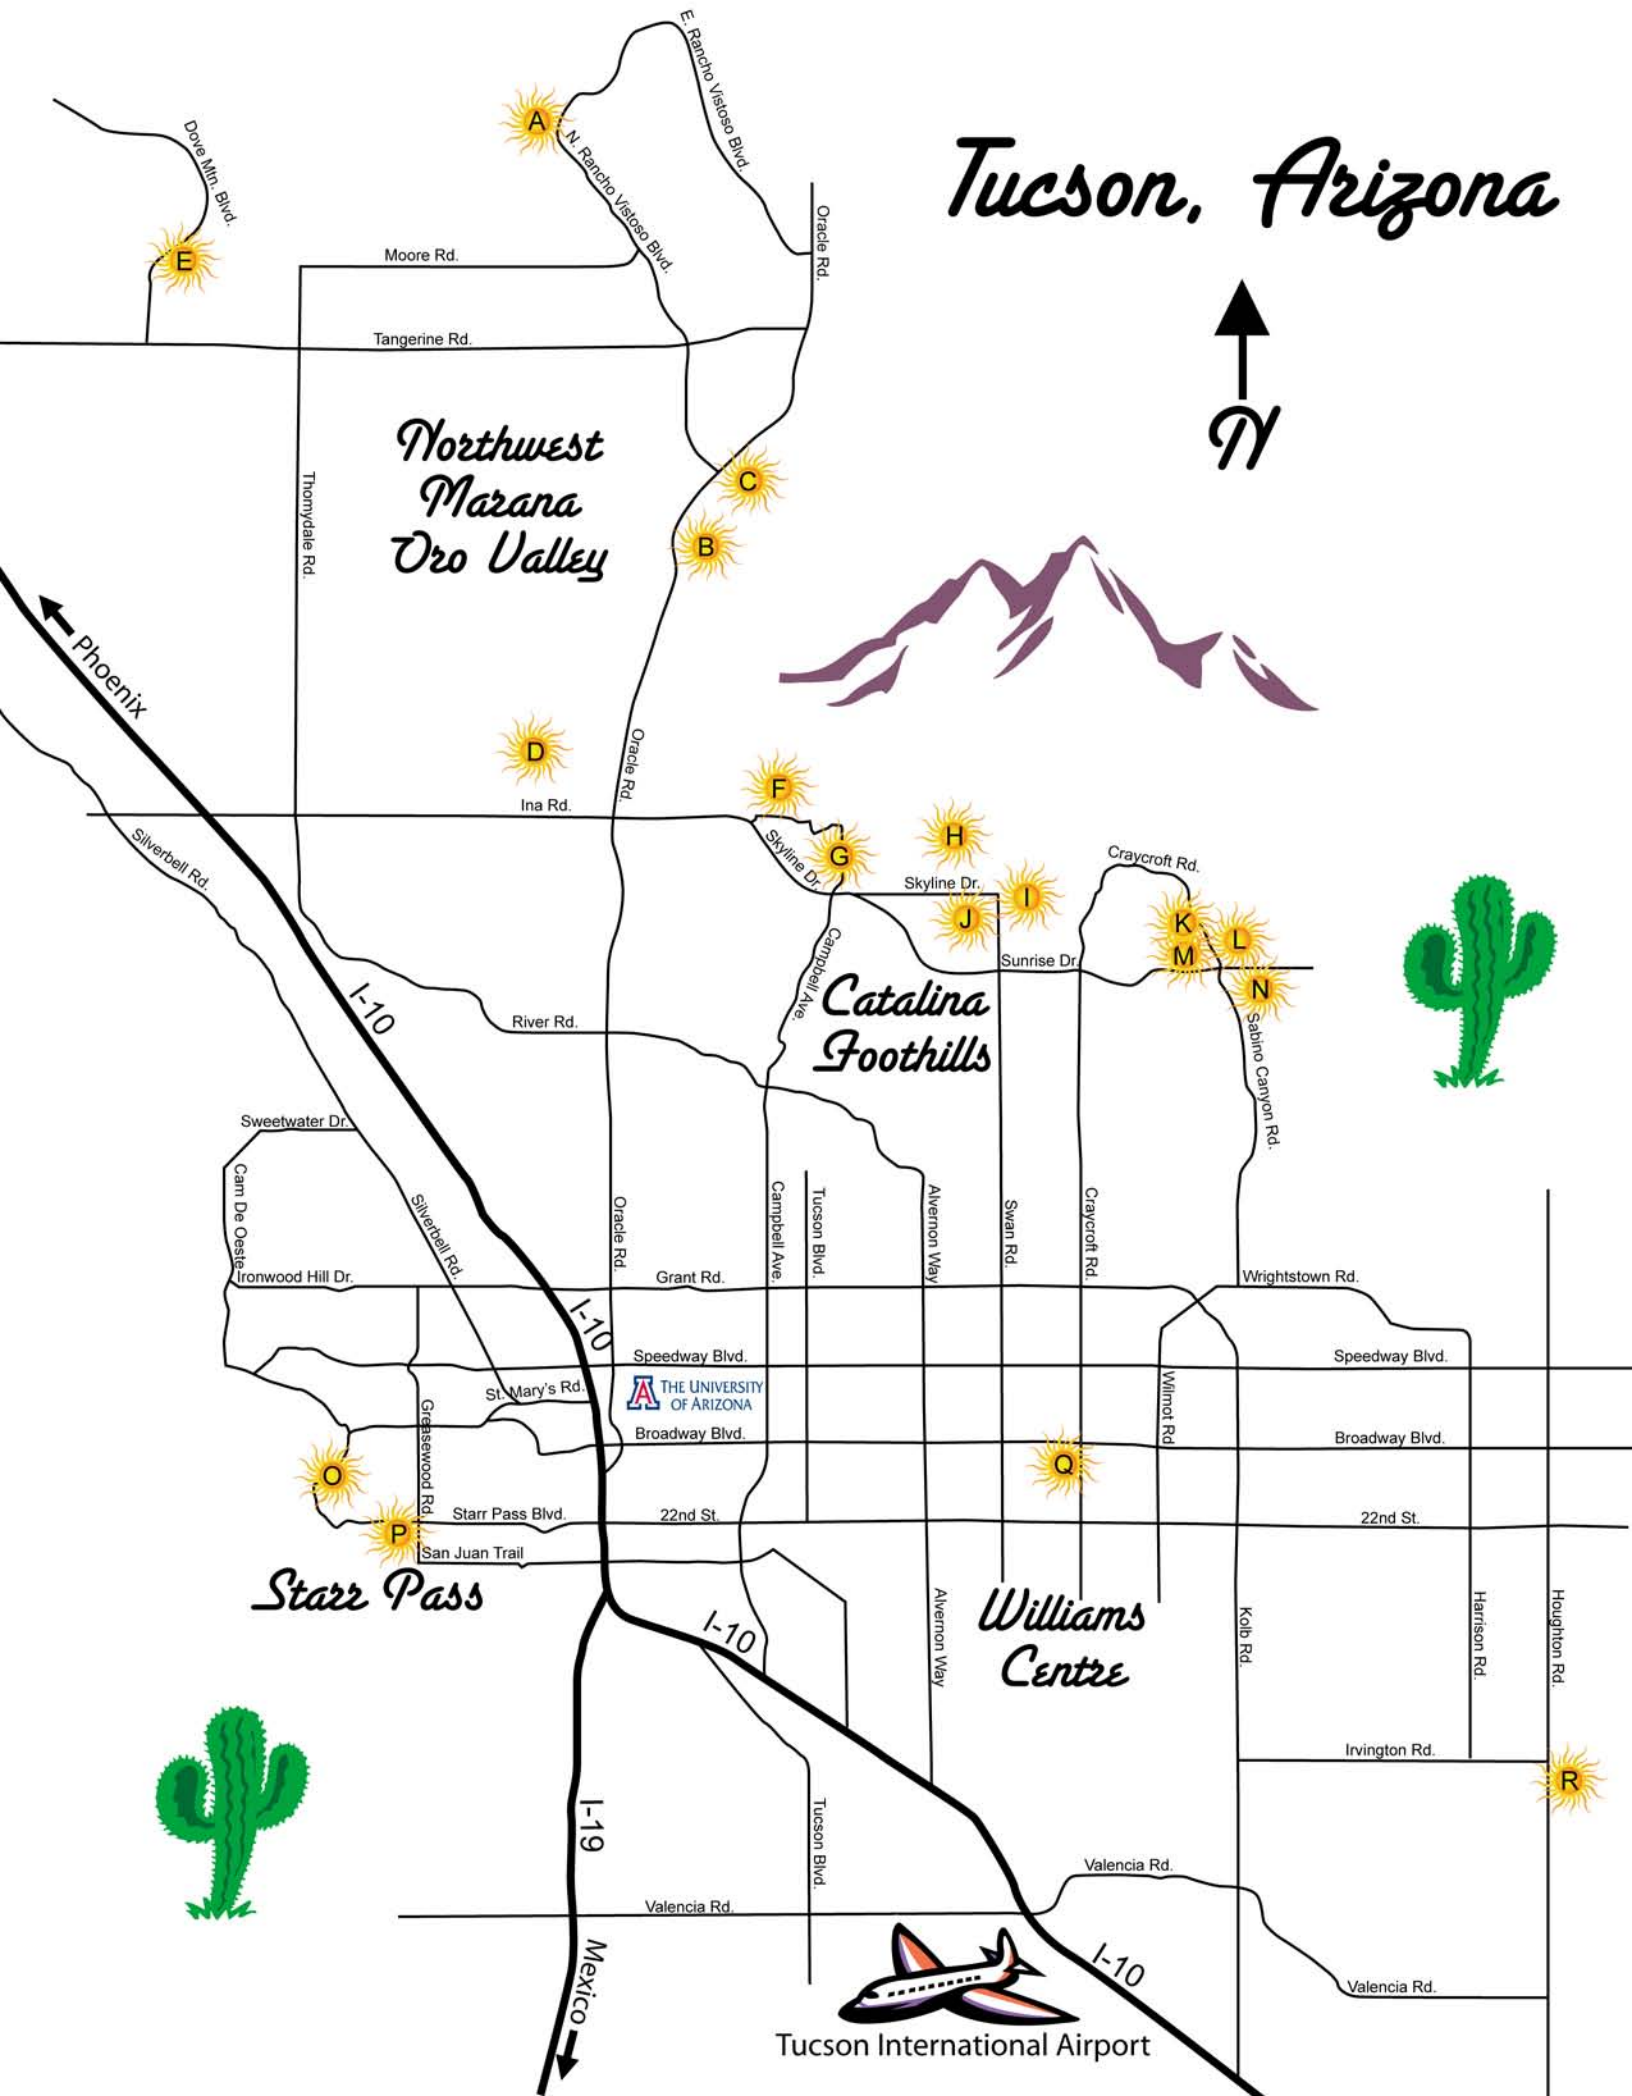 E. Rancho Vistoso Blvd.
A
Dove Mtn. Blvd.
N. Rancho Vistoso Blvd.
Tucson, Arizona
Oracle Rd.
E
Moore Rd.
Tangerine Rd.
N
Northwest
Marana
Oro Valley
C
Thornydale Rd.
B
Phoenix
D
Oracle Rd.
F
Ina Rd.
Silverbell Rd.
Skyline Dr.
G
H
Craycroft Rd.
Skyline Dr.
I
J
K
L
M
N
Campbell Ave.
Sunrise Dr.
I-10
Catalina
Foothills
River Rd.
Sabino Canyon Rd.
Sweetwater Dr.
Cam De Oeste
Silverbell Rd.
Oracle Rd.
Campbell Ave.
Tucson Blvd.
Alvernon Way
Swan Rd.
Craycroft Rd.
Ironwood Hill Dr.
Grant Rd.
Wrightstown Rd.
I-10
Speedway Blvd.
Speedway Blvd.
St. Mary's Rd.
A THE UNIVERSITY
OF ARIZONA
Wilmot Rd
Greasewood Rd.
Broadway Blvd.
Broadway Blvd.
O
Q
Starr Pass Blvd.
22nd St.
22nd St.
P
San Juan Trail
Starr Pass
Williams
Centre
I-10
Alvernon Way
Kolb Rd.
Harrison Rd.
Houghton Rd.
Irvington Rd.
R
I-19
Tucson Blvd.
Valencia Rd.
Valencia Rd.
Mexico
I-10
Valencia Rd.
Tucson International Airport